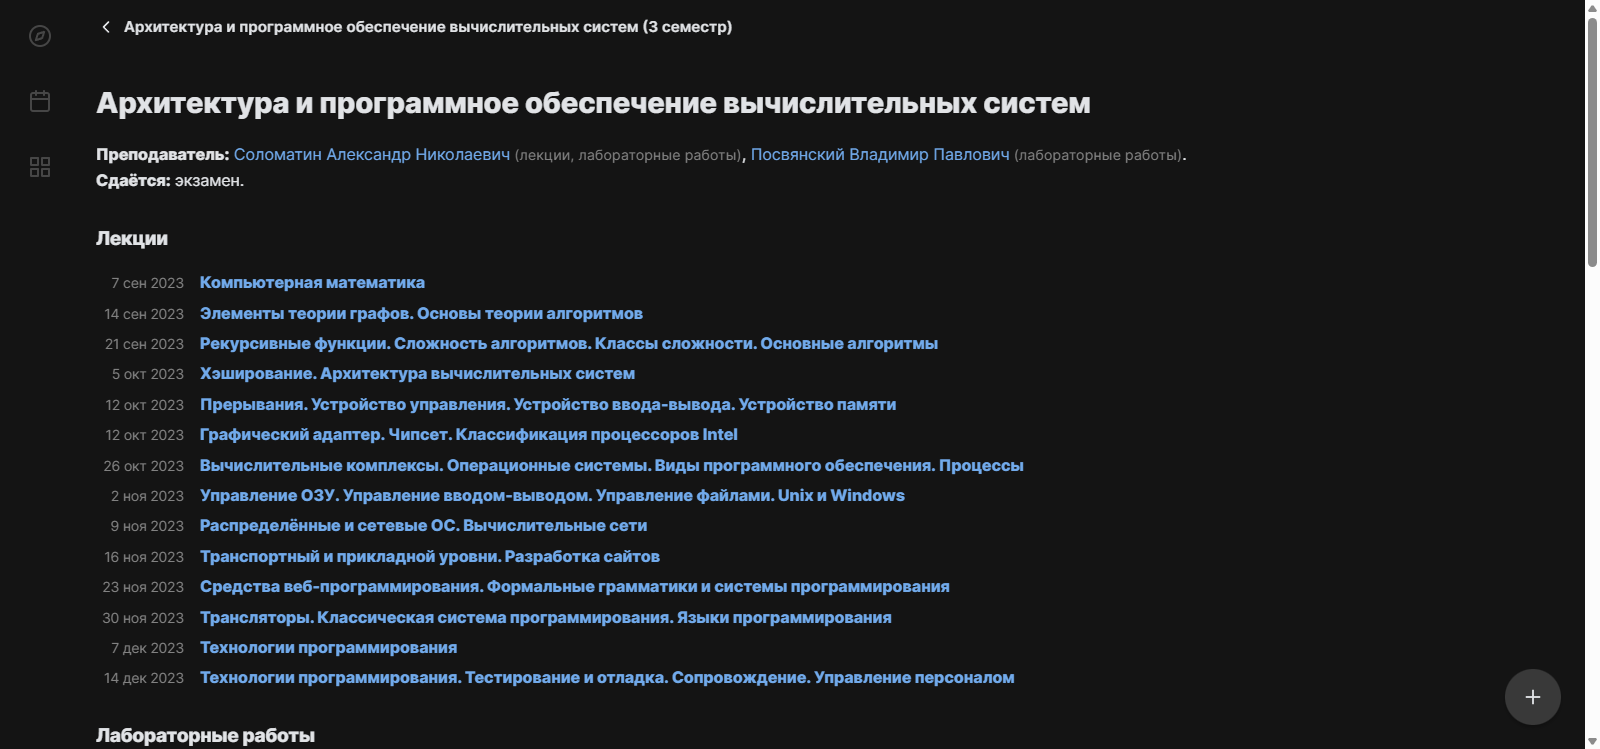 Архитектура и программное обеспечение вычислительных систем (3 семестр)
Архитектура и программное обеспечение вычислительных систем
Преподаватель: Соломатин Александр Николаевич (лекции, лабораторные работы), Посвянский Владимир Павлович (лабораторные работы).
Сдаётся: экзамен.
Лекции
7 сен 2023 Компьютерная математика
14 сен 2023 Элементы теории графов. Основы теории алгоритмов
21 сен 2023 Рекурсивные функции. Сложность алгоритмов. Классы сложности. Основные алгоритмы
5 окт 2023 Хэширование. Архитектура вычислительных систем
12 окт 2023 Прерывания. Устройство управления. Устройство ввода-вывода. Устройство памяти
12 окт 2023 Графический адаптер. Чипсет. Классификация процессоров Intel
26 окт 2023 Вычислительные комплексы. Операционные системы. Виды программного обеспечения. Процессы
2 ноя 2023 Управление ОЗУ. Управление вводом-выводом. Управление файлами. Unix и Windows
9 ноя 2023 Распределённые и сетевые ОС. Вычислительные сети
16 ноя 2023 Транспортный и прикладной уровни. Разработка сайтов
23 ноя 2023 Средства веб-программирования. Формальные грамматики и системы программирования
30 ноя 2023 Трансляторы. Классическая система программирования. Языки программирования
7 дек 2023 Технологии программирования
14 дек 2023 Технологии программирования. Тестирование и отладка. Сопровождение. Управление персоналом
Лабораторные работы